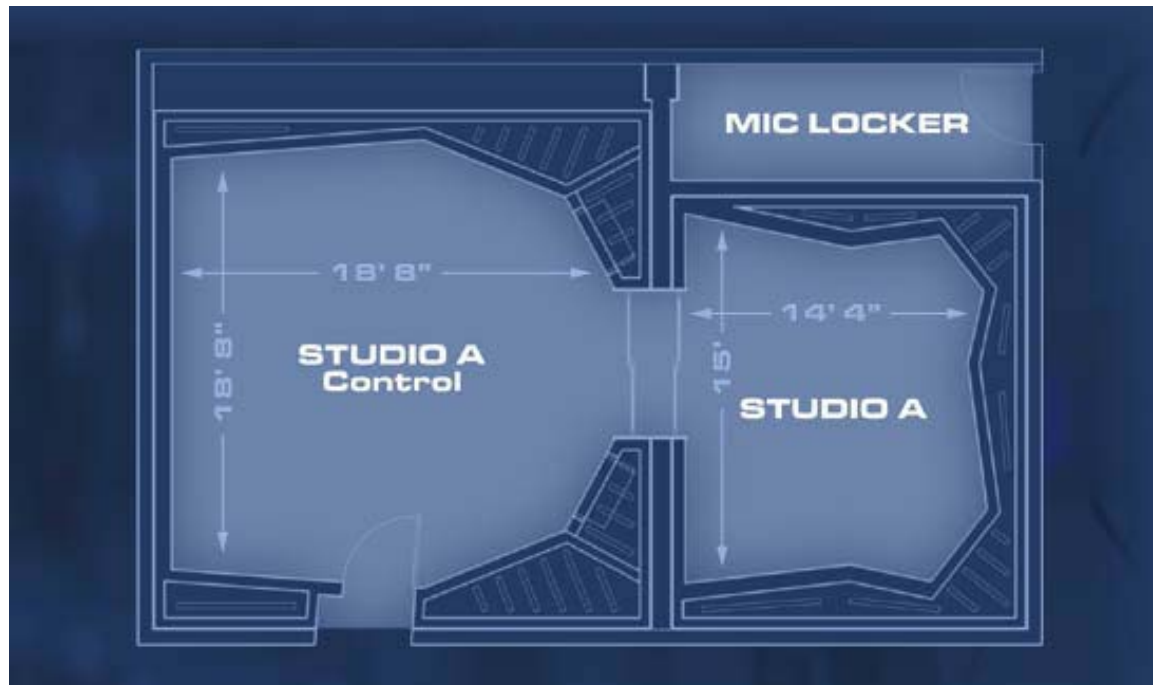 MIC LOCKER
18' 8"
14' 4"
18' 8"
15'
STUDIO A
Control
STUDIO A